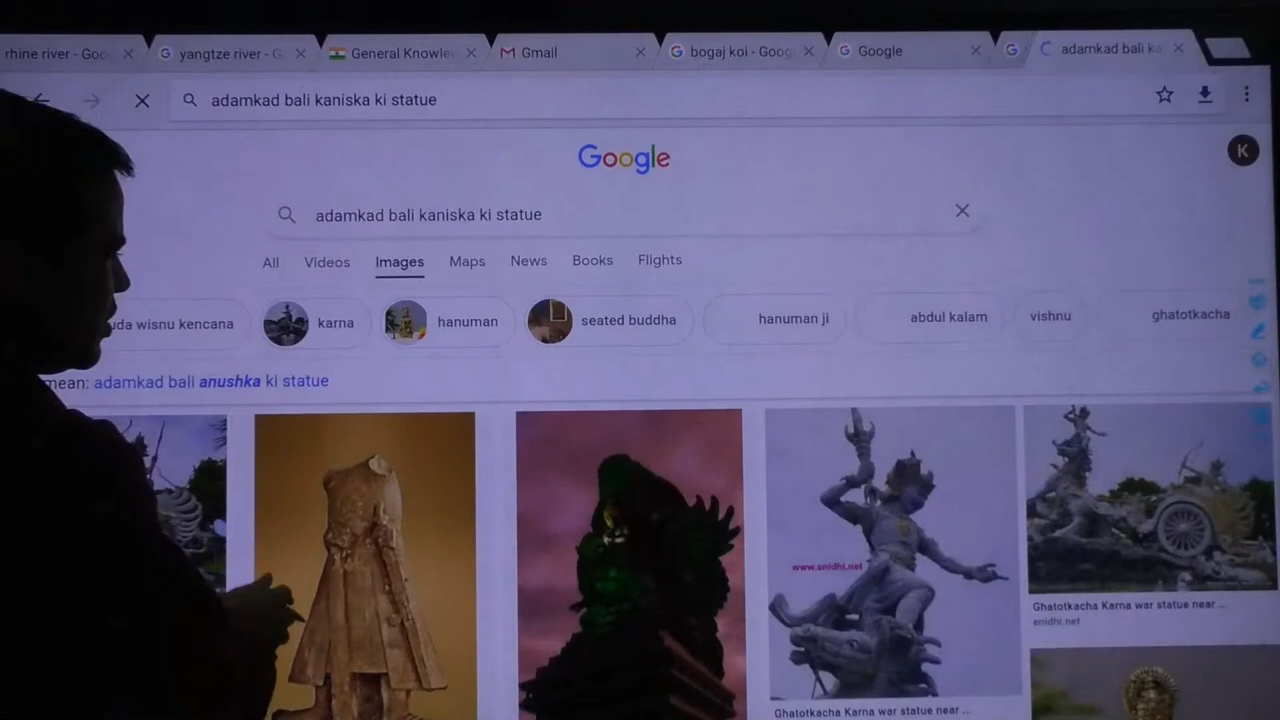 rhine river - Goo
yangtze river - G
General Knowle
Gmail
bogaj koi - Goog
Google
adamkad bali ka
adamkad bali kaniska ki statue
K
Google
adamkad bali kaniska ki statue
All Videos Images Maps News Books Flights
uda wisnu kencana karna hanuman seated buddha hanuman ji abdul kalam vishnu ghatotkacha
mean: adamkad bali anushka ki statue
www.enidhi.net
Ghatotkacha Karna war statue near ...
enidhi.net
Ghatotkacha Karna war statue near ...